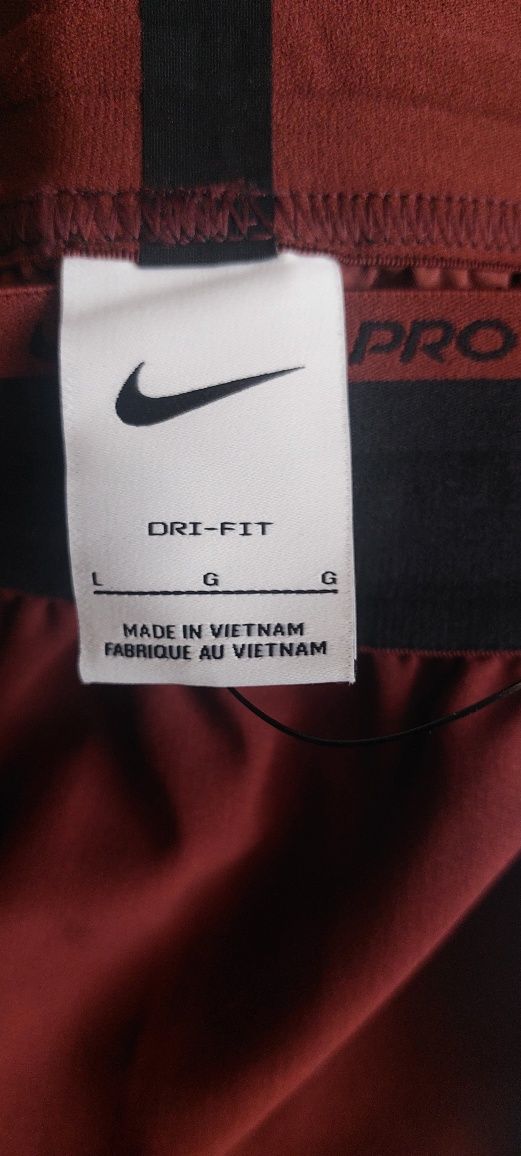 PRO
DRI-FIT
L G G
MADE IN VIETNAM
FABRIQUE AU VIETNAM